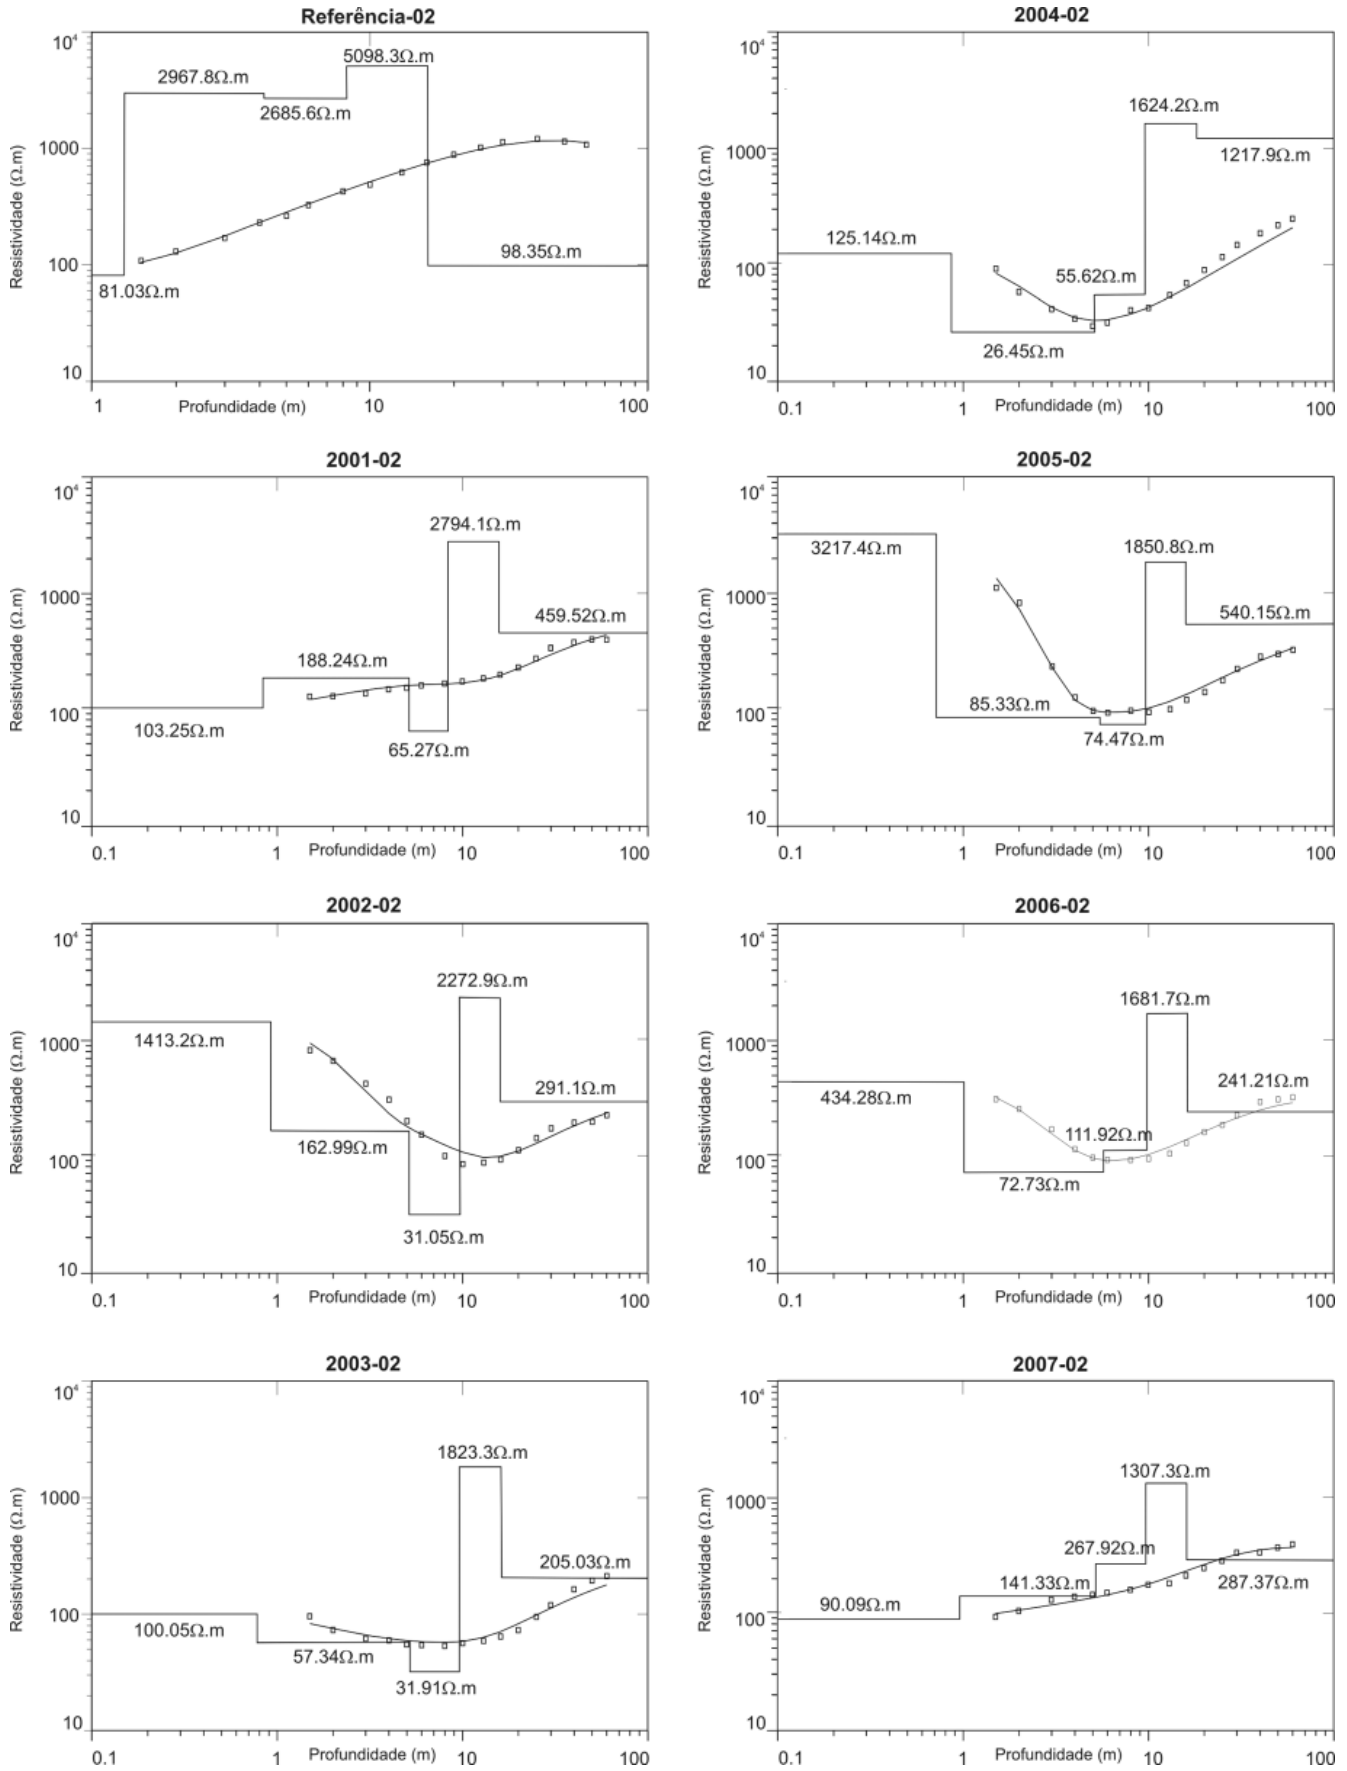 Referência-02
10⁴
1000
100
10
Resistividade (Ω.m)
2967.8Ω.m
2685.6Ω.m
5098.3Ω.m
98.35Ω.m
81.03Ω.m
1
Profundidade (m)
10
100
2004-02
10⁴
1000
100
10
Resistividade (Ω.m)
125.14Ω.m
26.45Ω.m
55.62Ω.m
1624.2Ω.m
1217.9Ω.m
0.1
1
Profundidade (m)
10
100
2001-02
10⁴
1000
100
10
Resistividade (Ω.m)
103.25Ω.m
188.24Ω.m
65.27Ω.m
2794.1Ω.m
459.52Ω.m
0.1
1
Profundidade (m)
10
100
2005-02
10⁴
1000
100
10
Resistividade (Ω.m)
3217.4Ω.m
85.33Ω.m
74.47Ω.m
1850.8Ω.m
540.15Ω.m
0.1
1
Profundidade (m)
10
100
2002-02
10⁴
1000
100
10
Resistividade (Ω.m)
1413.2Ω.m
162.99Ω.m
31.05Ω.m
2272.9Ω.m
291.1Ω.m
0.1
1
Profundidade (m)
10
100
2006-02
10⁴
1000
100
10
Resistividade (Ω.m)
434.28Ω.m
72.73Ω.m
111.92Ω.m
1681.7Ω.m
241.21Ω.m
0.1
1
Profundidade (m)
10
100
2003-02
10⁴
1000
100
10
Resistividade (Ω.m)
100.05Ω.m
57.34Ω.m
31.91Ω.m
1823.3Ω.m
205.03Ω.m
0.1
1
Profundidade (m)
10
100
2007-02
10⁴
1000
100
10
Resistividade (Ω.m)
90.09Ω.m
141.33Ω.m
267.92Ω.m
1307.3Ω.m
287.37Ω.m
0.1
1
Profundidade (m)
10
100